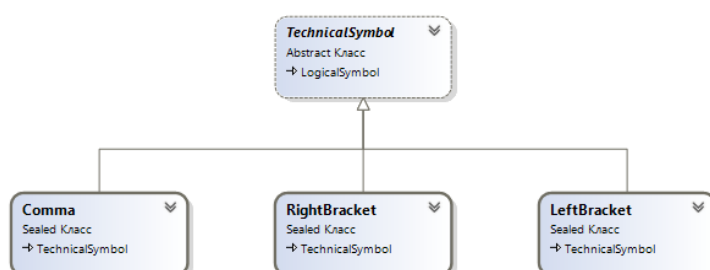 TechnicalSymbol
Abstract Класс
LogicalSymbol
Comma
Sealed Класс
TechnicalSymbol
RightBracket
Sealed Класс
TechnicalSymbol
LeftBracket
Sealed Класс
TechnicalSymbol